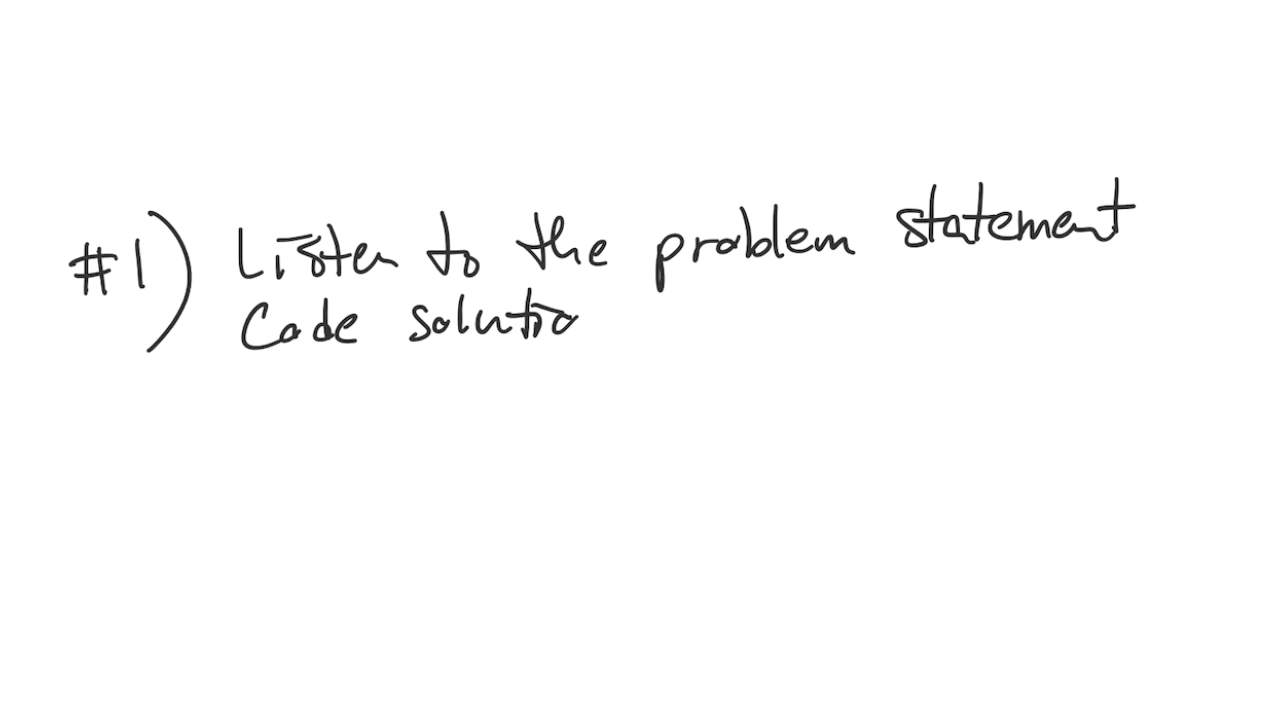 #1) Listen to the problem statement
Code solutio